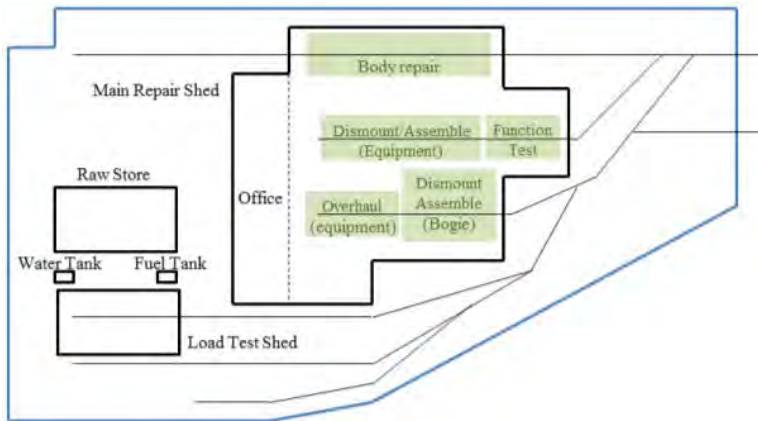 Body repair
Main Repair Shed
Dismount/Assemble
(Equipment)
Function
Test
Raw Store
Office
Dismount
Assemble
(Bogie)
Overhaul
(equipment)
Water Tank
Fuel Tank
Load Test Shed